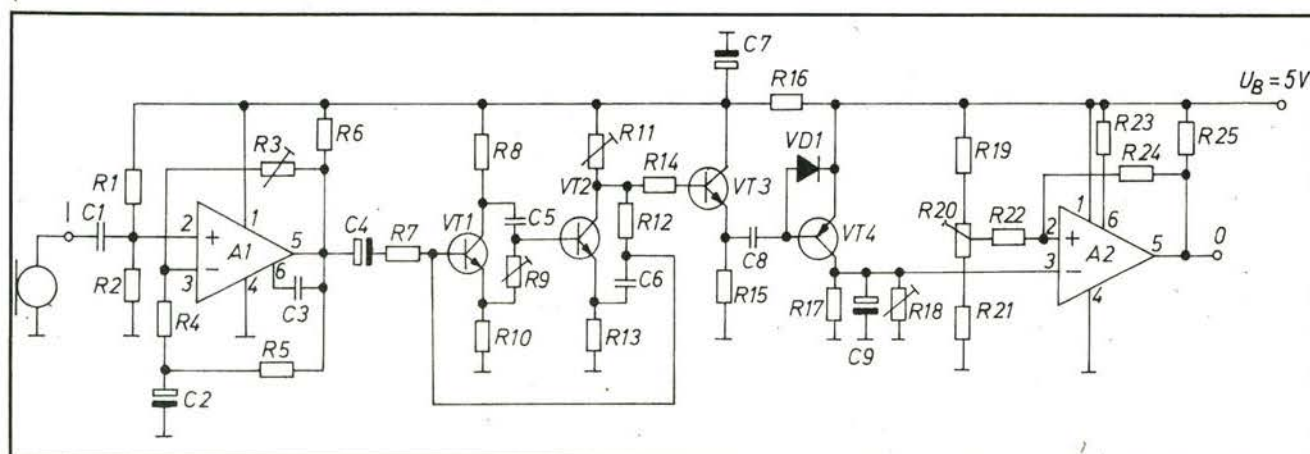 C7
R16
U_B = 5V
R3
R6
R8
R11
VD1
R19
R23
R25
R14
R24
R1
VT2
VT3
I
C1
VT1
C5
R12
R20
R22
VT4
2
+
A1
1
5
C4
R7
C8
2
+
A2
1
6
5
O
3
−
6
4
C3
R9
C6
3
−
4
R2
R4
R10
R13
R15
R17
R18
R21
R5
C9
C2